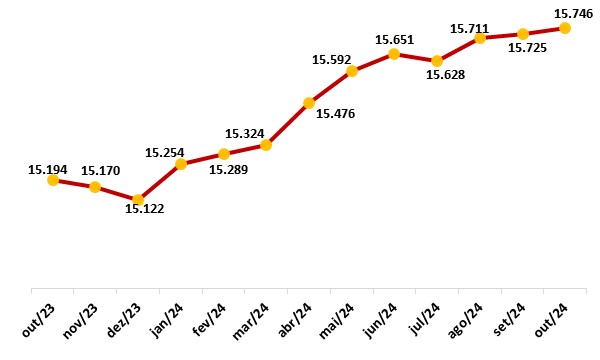 15.194
15.170
15.122
15.254
15.289
15.324
15.476
15.592
15.651
15.628
15.711
15.725
15.746
out/23
nov/23
dez/23
jan/24
fev/24
mar/24
abr/24
mai/24
jun/24
jul/24
ago/24
set/24
out/24